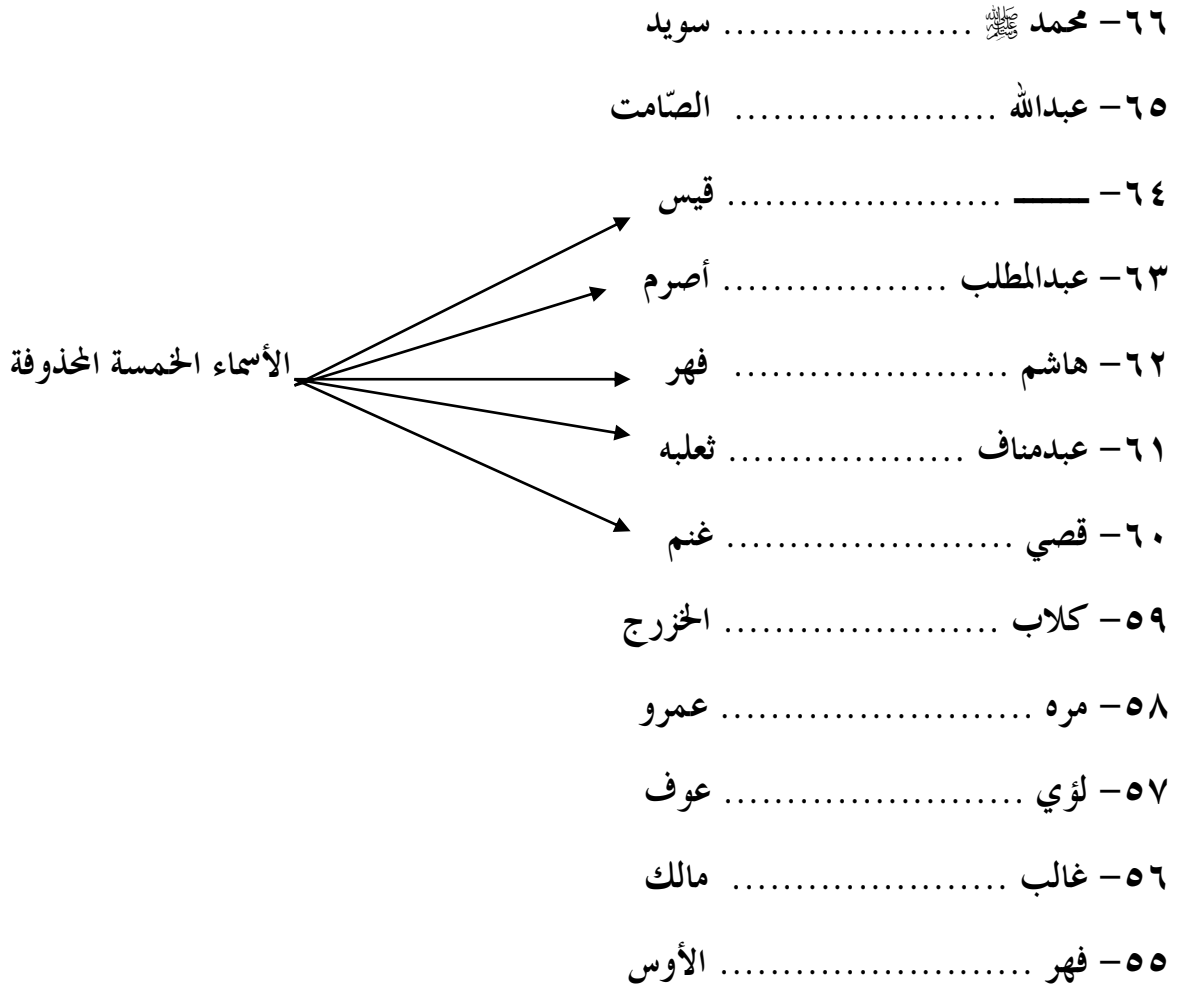 ٦٦– محمد ﷺ .................... سويد
٦٥– عبدالله ..................... الصّامت
٦٤– ـــــــ ...................... قيس
٦٣– عبدالمطلب .................. أصرم
٦٢– هاشم ...................... فهر
الأسماء الخمسة المحذوفة
٦١– عبدمناف ................... ثعلبه
٦٠– قصي ....................... غنم
٥٩– كلاب ...................... الخزرج
٥٨– مره ......................... عمرو
٥٧– لؤي ........................ عوف
٥٦– غالب ...................... مالك
٥٥– فهر ......................... الأوس